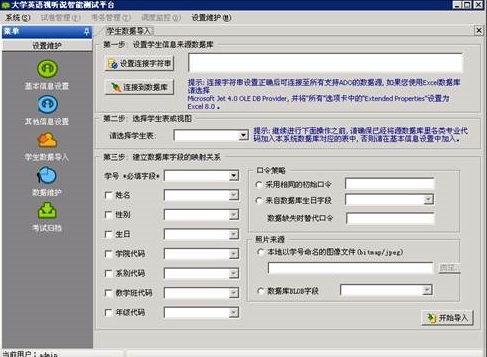 大学英语视听说智能测试平台
系统(S) 试卷管理(I) 考务管理(L) 调度监控(J) 设置维护(M)
菜单
设置维护
基本信息设置
其他信息设置
学生数据导入
数据维护
考试归档
学生数据导入
第一步: 设置学生信息来源数据库
设置连接字符串
连接到数据库
提示: 连接字符串设置正确后可连接至所有支持ADO的数据源, 如果您使用Excel数据库
请选择
Microsoft Jet 4.0 OLE DB Provider, 并将"所有"选项卡中的"Extended Properties"设置为
Excel 8.0 。
第二步: 选择学生表或视图
请选择学生表:
提示: 继续进行下面操作之前, 请确保已经将源数据库里各类专业代
码加入本系统数据库对应的表中, 否则请在基本信息设置中加入。
第三步: 建立数据库字段的映射关系
学号 *必填字段*
姓名
性别
生日
学院代码
系别代码
教学班代码
年级代码
口令策略
采用相同的初始口令
来自数据库生日字段
数据缺失时替代口令
照片来源
本地以学号命名的图像文件(bitmap/jpeg)
数据库BLOB字段
开始导入
当前用户: admin